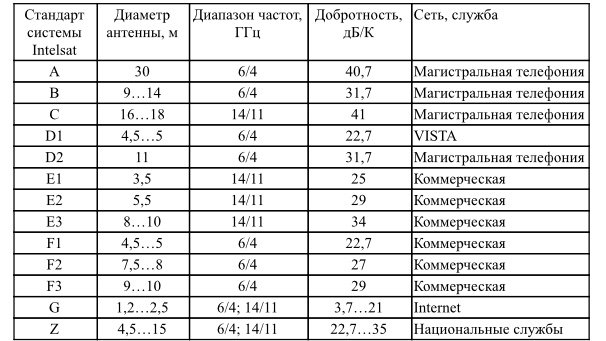 Стандарт системы Intelsat | Диаметр антенны, м | Диапазон частот, ГГц | Добротность, дБ/К | Сеть, служба
A | 30 | 6/4 | 40,7 | Магистральная телефония
B | 9…14 | 6/4 | 31,7 | Магистральная телефония
C | 16…18 | 14/11 | 41 | Магистральная телефония
D1 | 4,5…5 | 6/4 | 22,7 | VISTA
D2 | 11 | 6/4 | 31,7 | Магистральная телефония
E1 | 3,5 | 14/11 | 25 | Коммерческая
E2 | 5,5 | 14/11 | 29 | Коммерческая
E3 | 8…10 | 14/11 | 34 | Коммерческая
F1 | 4,5…5 | 6/4 | 22,7 | Коммерческая
F2 | 7,5…8 | 6/4 | 27 | Коммерческая
F3 | 9…10 | 6/4 | 29 | Коммерческая
G | 1,2…2,5 | 6/4; 14/11 | 3,7…21 | Internet
Z | 4,5…15 | 6/4; 14/11 | 22,7…35 | Национальные службы